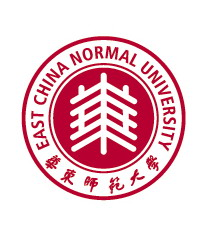 EAST CHINA NORMAL UNIVERSITY
華東師範大學